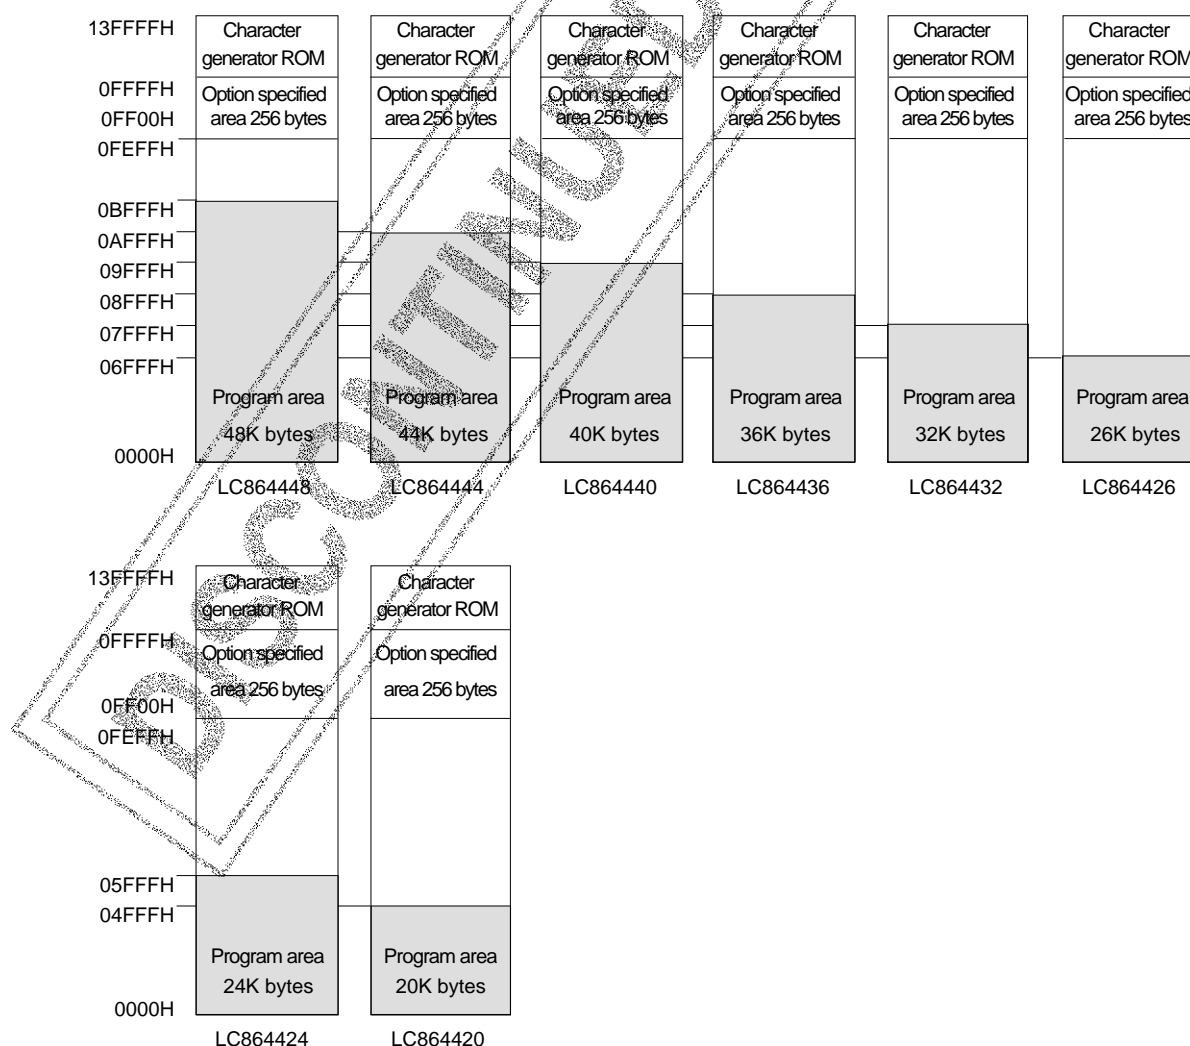 13FFFFH
0FFFFH
0FF00H
0FEFFH
0BFFFH
0AFFFH
09FFFH
08FFFH
07FFFH
06FFFH
0000H
Character
generator ROM
Option specified
area 256 bytes
Program area
48K bytes
LC864448
Character
generator ROM
Option specified
area 256 bytes
Program area
44K bytes
LC864444
Character
generator ROM
Option specified
area 256 bytes
Program area
40K bytes
LC864440
Character
generator ROM
Option specified
area 256 bytes
Program area
36K bytes
LC864436
Character
generator ROM
Option specified
area 256 bytes
Program area
32K bytes
LC864432
Character
generator ROM
Option specified
area 256 bytes
Program area
26K bytes
LC864426
13FFFFH
0FFFFH
0FF00H
0FEFFH
05FFFH
04FFFH
0000H
Character
generator ROM
Option specified
area 256 bytes
Program area
24K bytes
LC864424
Character
generator ROM
Option specified
area 256 bytes
Program area
20K bytes
LC864420
DISCONTINUED